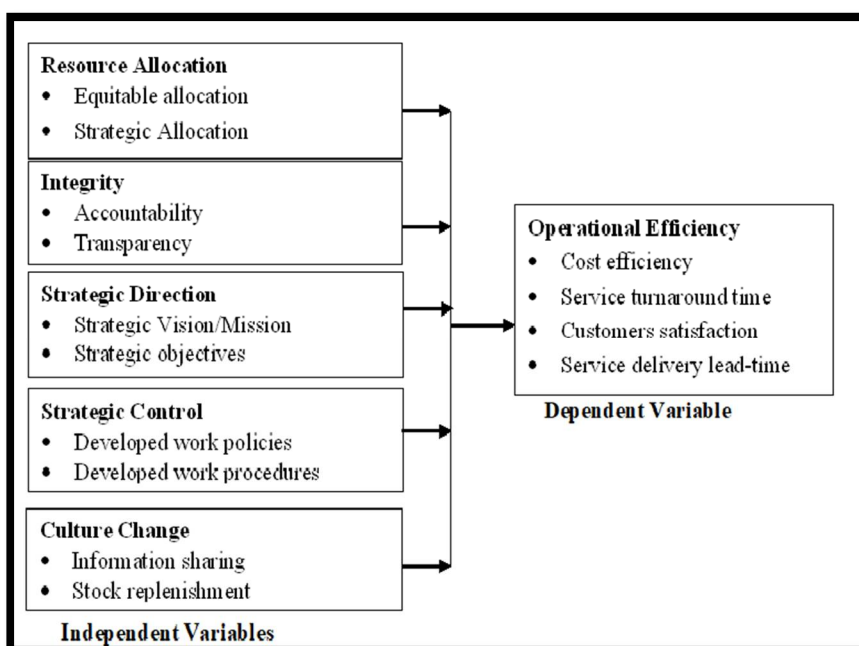 Resource Allocation
• Equitable allocation
• Strategic Allocation
Integrity
• Accountability
• Transparency
Strategic Direction
• Strategic Vision/Mission
• Strategic objectives
Strategic Control
• Developed work policies
• Developed work procedures
Culture Change
• Information sharing
• Stock replenishment
Independent Variables
Operational Efficiency
• Cost efficiency
• Service turnaround time
• Customers satisfaction
• Service delivery lead-time
Dependent Variable